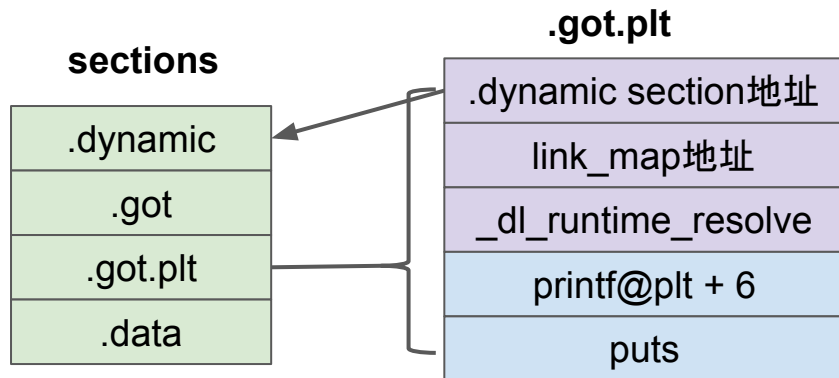 sections
.dynamic
.got
.got.plt
.data
.got.plt
.dynamic section地址
link_map地址
_dl_runtime_resolve
printf@plt + 6
puts